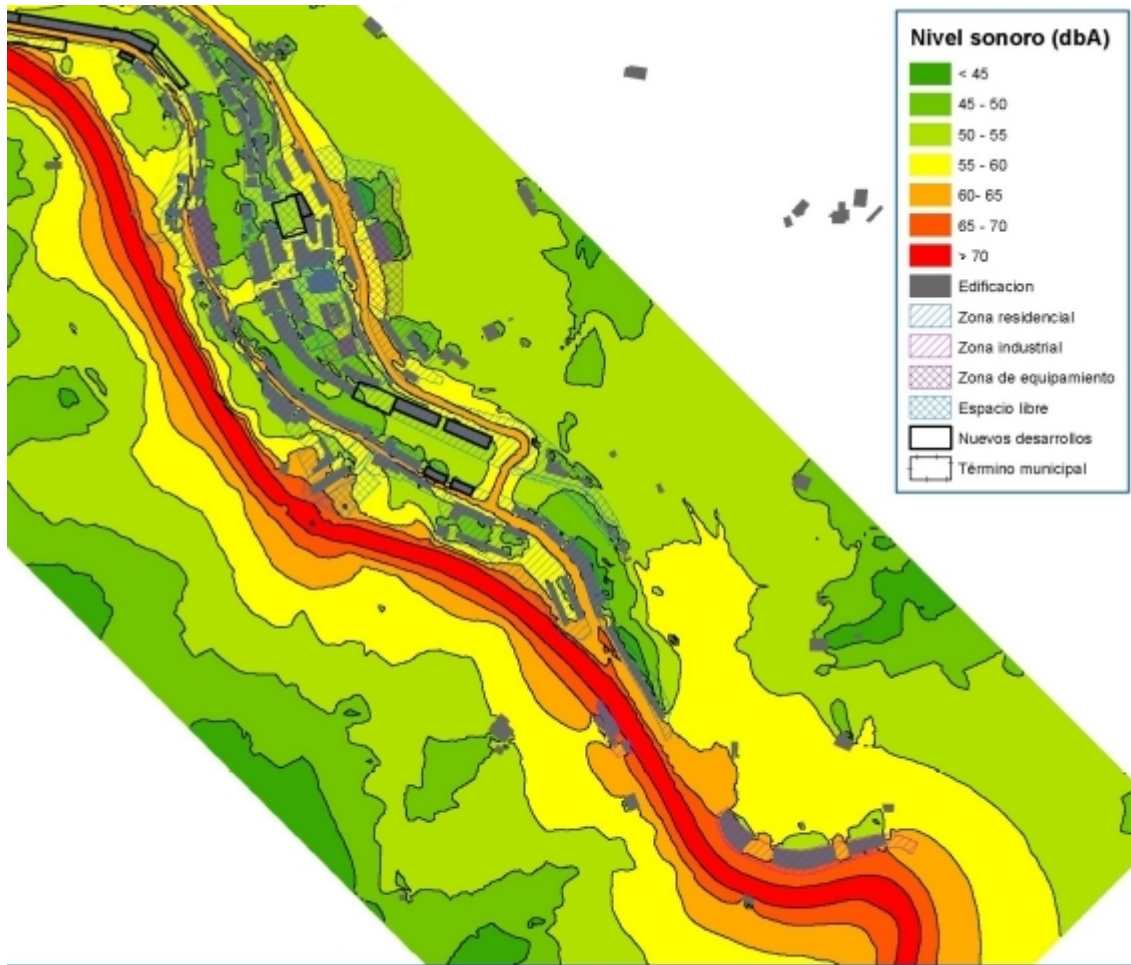 Nivel sonoro (dbA)
< 45
45 - 50
50 - 55
55 - 60
60- 65
65 - 70
> 70
Edificacion
Zona residencial
Zona industrial
Zona de equipamiento
Espacio libre
Nuevos desarrollos
Término municipal